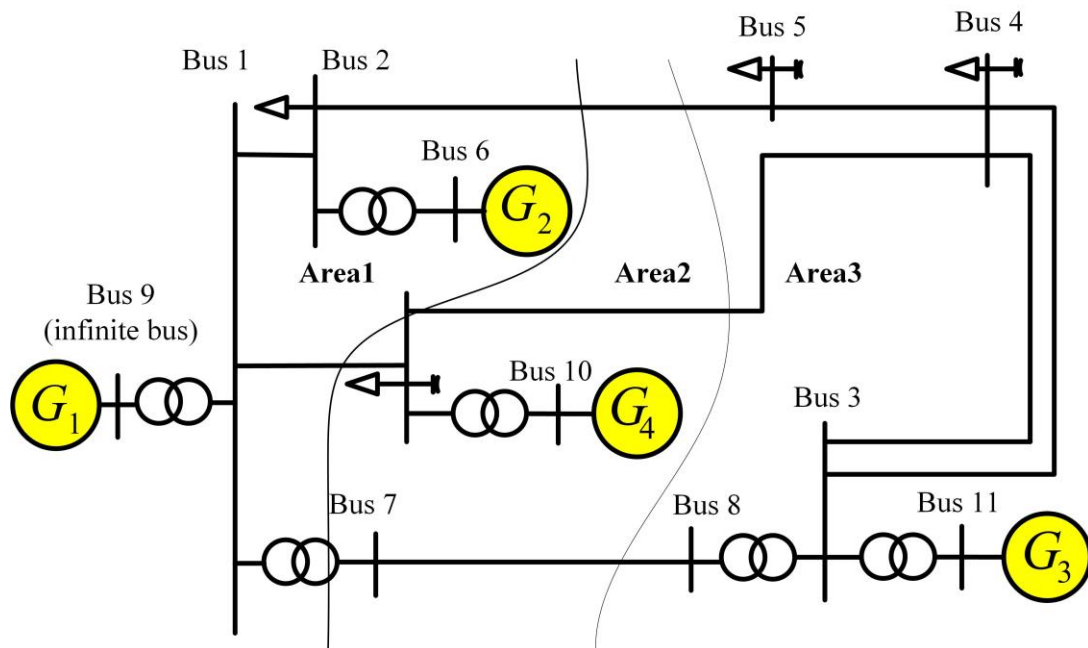 Bus 5
Bus 4
Bus 1
Bus 2
Bus 6
G2
Area1
Area2
Area3
Bus 9
(infinite bus)
G1
Bus 10
G4
Bus 3
Bus 7
Bus 8
Bus 11
G3